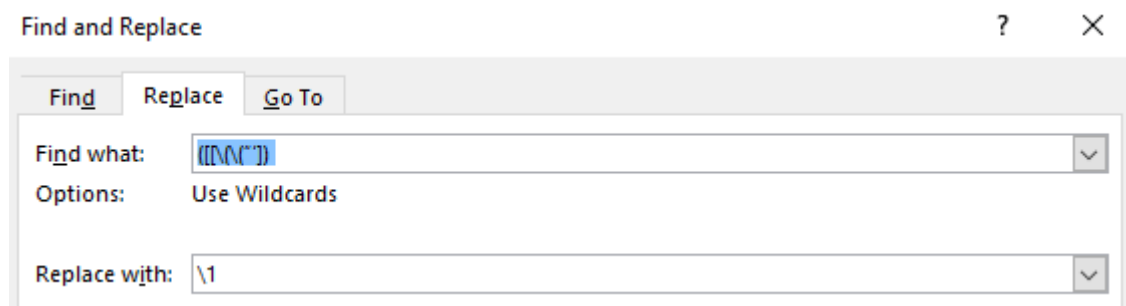 Find and Replace ? ×
Find Replace Go To
Find what: ([[\(\(“‘])
Options: Use Wildcards
Replace with: \1